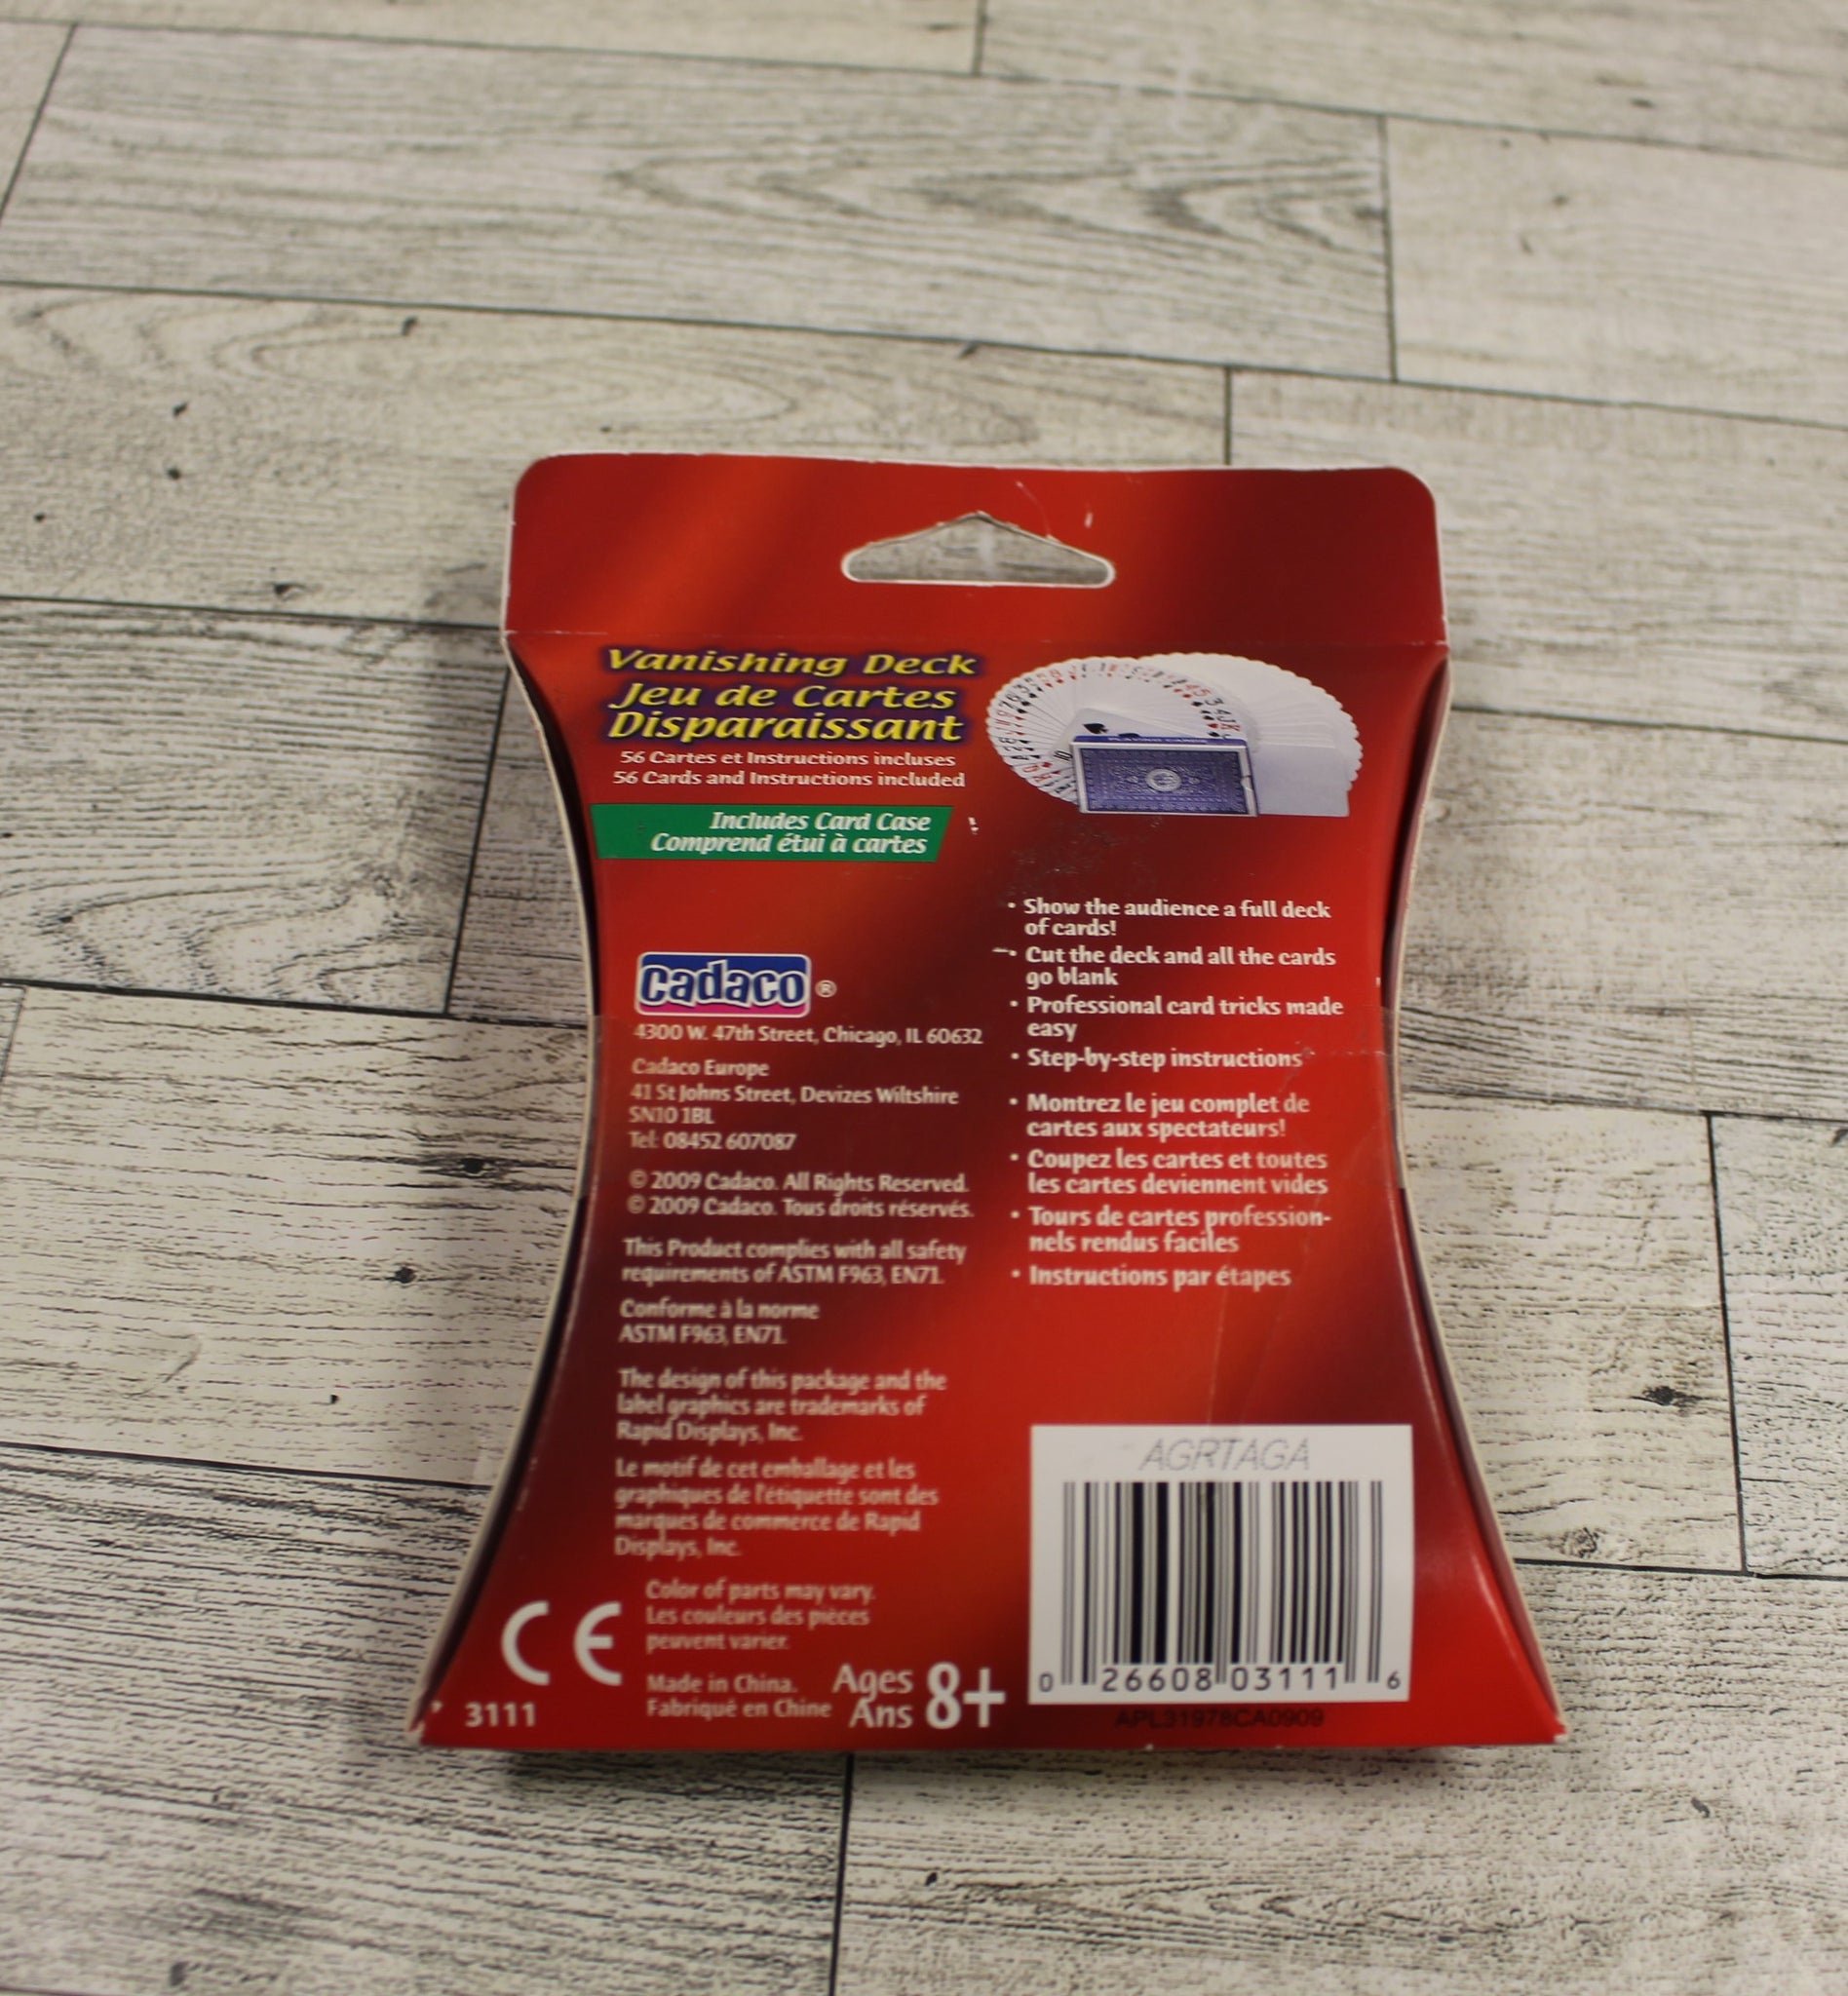 Vanishing Deck
Jeu de Cartes
Disparaissant
56 Cartes et Instructions incluses
56 Cards and Instructions included
Includes Card Case
Comprend étui à cartes
PLAYING CARDS
cadaco ®
4300 W. 47th Street, Chicago, IL 60632
Cadaco Europe
41 St Johns Street, Devizes Wiltshire
SN10 1BL
Tel: 08452 607087
© 2009 Cadaco. All Rights Reserved.
© 2009 Cadaco. Tous droits réservés.
This Product complies with all safety
requirements of ASTM F963, EN71.
Conforme à la norme
ASTM F963, EN71.
The design of this package and the
label graphics are trademarks of
Rapid Displays, Inc.
Le motif de cet emballage et les
graphiques de l'étiquette sont des
marques de commerce de Rapid
Displays, Inc.
Color of parts may vary.
Les couleurs des pièces
peuvent varier.
CE
Made in China.
Fabriqué en Chine
3111
Ages
Ans
8+
• Show the audience a full deck
of cards!
• Cut the deck and all the cards
go blank
• Professional card tricks made
easy
• Step-by-step instructions
• Montrez le jeu complet de
cartes aux spectateurs!
• Coupez les cartes et toutes
les cartes deviennent vides
• Tours de cartes profession-
nels rendus faciles
• Instructions par étapes
AGRTAGA
0 26608 03111 6
APL31978CA0909